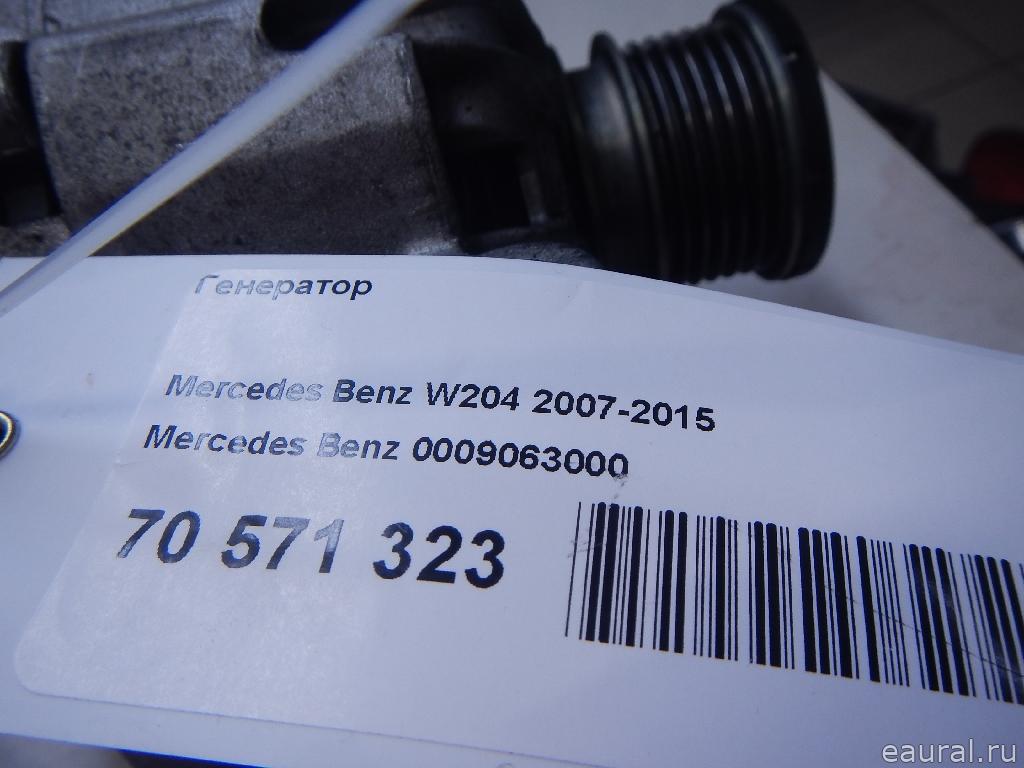 Генератор
Mercedes Benz W204 2007-2015
Mercedes Benz 0009063000
70 571 323
eaural.ru